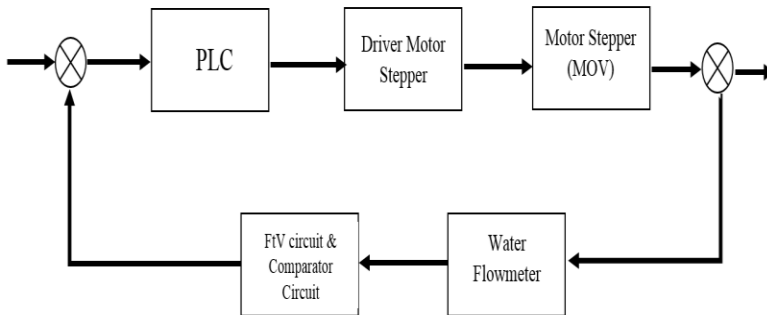 PLC
Driver Motor
Stepper
Motor Stepper
(MOV)
FtV circuit &
Comparator
Circuit
Water
Flowmeter